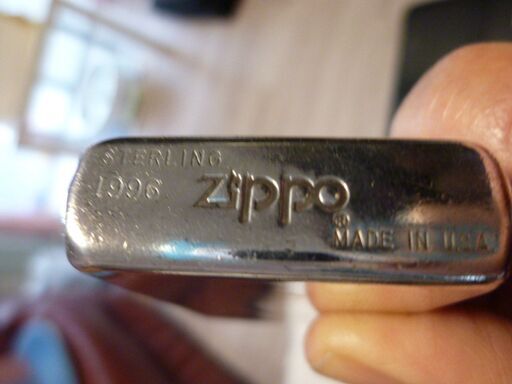 STERLING
1996 Zippo ®
MADE IN U.S.A.